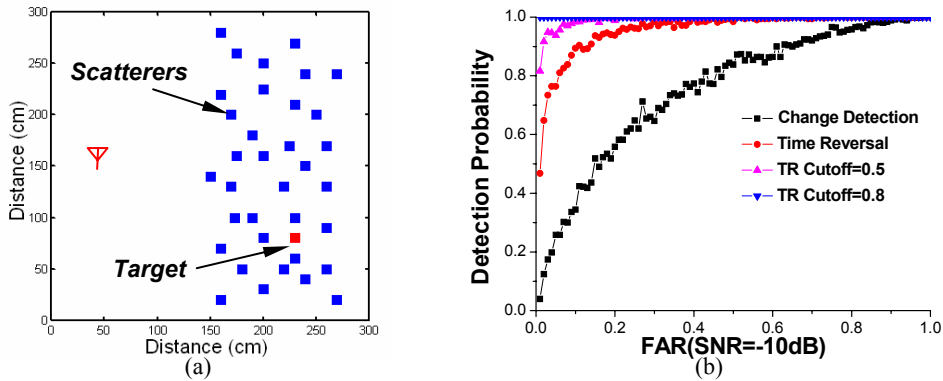 300
250
200
150
100
50
0
Distance (cm)
Scatterers
Target
0 50 100 150 200 250 300
Distance (cm)
(a)
1.0
0.8
0.6
0.4
0.2
0.0
Detection Probability
Change Detection
Time Reversal
TR Cutoff=0.5
TR Cutoff=0.8
0.0 0.2 0.4 0.6 0.8 1.0
FAR(SNR=-10dB)
(b)